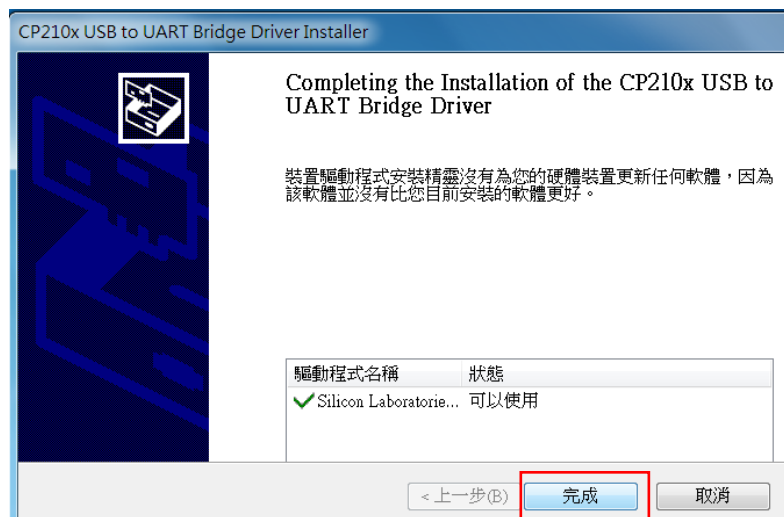 CP210x USB to UART Bridge Driver Installer
Completing the Installation of the CP210x USB to
UART Bridge Driver
裝置驅動程式安裝精靈沒有為您的硬體裝置更新任何軟體，因為
該軟體並沒有比您目前安裝的軟體更好。
驅動程式名稱 狀態
Silicon Laboratorie... 可以使用
<上一步(B) 完成 取消